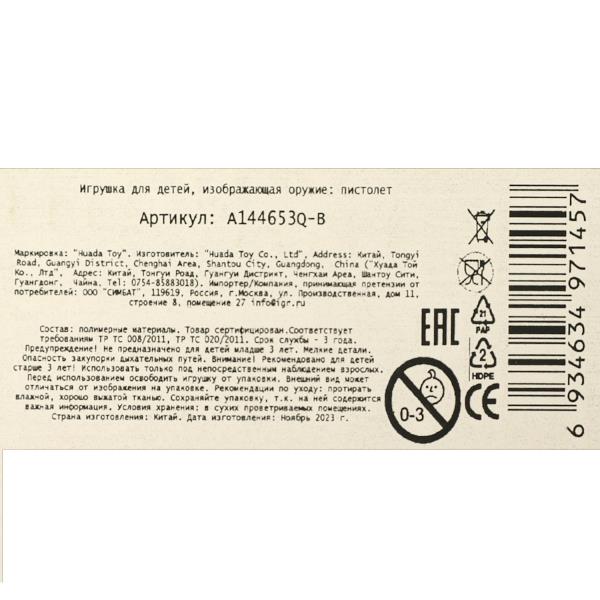 Игрушка для детей, изображающая оружие: пистолет
Артикул: A144653Q-B
Маркировка: "Huada Toy". Изготовитель: "Huada Toy Co., Ltd", Address: Китай, Tongyi
Road, Guangyi District, Chenghai Area, Shantou City, Guangdong, China ("Хуада Той
Ко., Лтд", Адрес: Китай, Тонгуи Роад, Гуангуи Дистрикт, Ченгхаи Ареа, Шантоу Сити,
Гуангдонг, Чайна, Tel: 0754-85883018). Импортер/Компания, принимающая претензии от
потребителей: ООО "СИМБАТ", 119619, Россия, г.Москва, ул. Производственная, дом 11,
строение 8, помещение 27 info@igr.ru
Состав: полимерные материалы. Товар сертифицирован.Соответствует
требованиям ТР ТС 008/2011, ТР ТС 020/2011. Срок службы - 3 года.
Предупреждение! Не предназначено для детей младше 3 лет. Мелкие детали.
Опасность закупорки дыхательных путей. Внимание! Рекомендовано для детей
старше 3 лет! Использовать только под непосредственным наблюдением взрослых.
Перед использованием освободить игрушку от упаковки. Внешний вид может
отличаться от изображенного на упаковке. Рекомендации по уходу: протирать
влажной, хорошо выжатой тканью. Сохраняйте упаковку, т.к. на ней содержится
важная информация. Условия хранения: в сухих проветриваемых помещениях.
Страна изготовления: Китай. Дата изготовления: Ноябрь 2023 г.
EAC
0-3
21
PAP
2
HDPE
CE
6 934634 971457